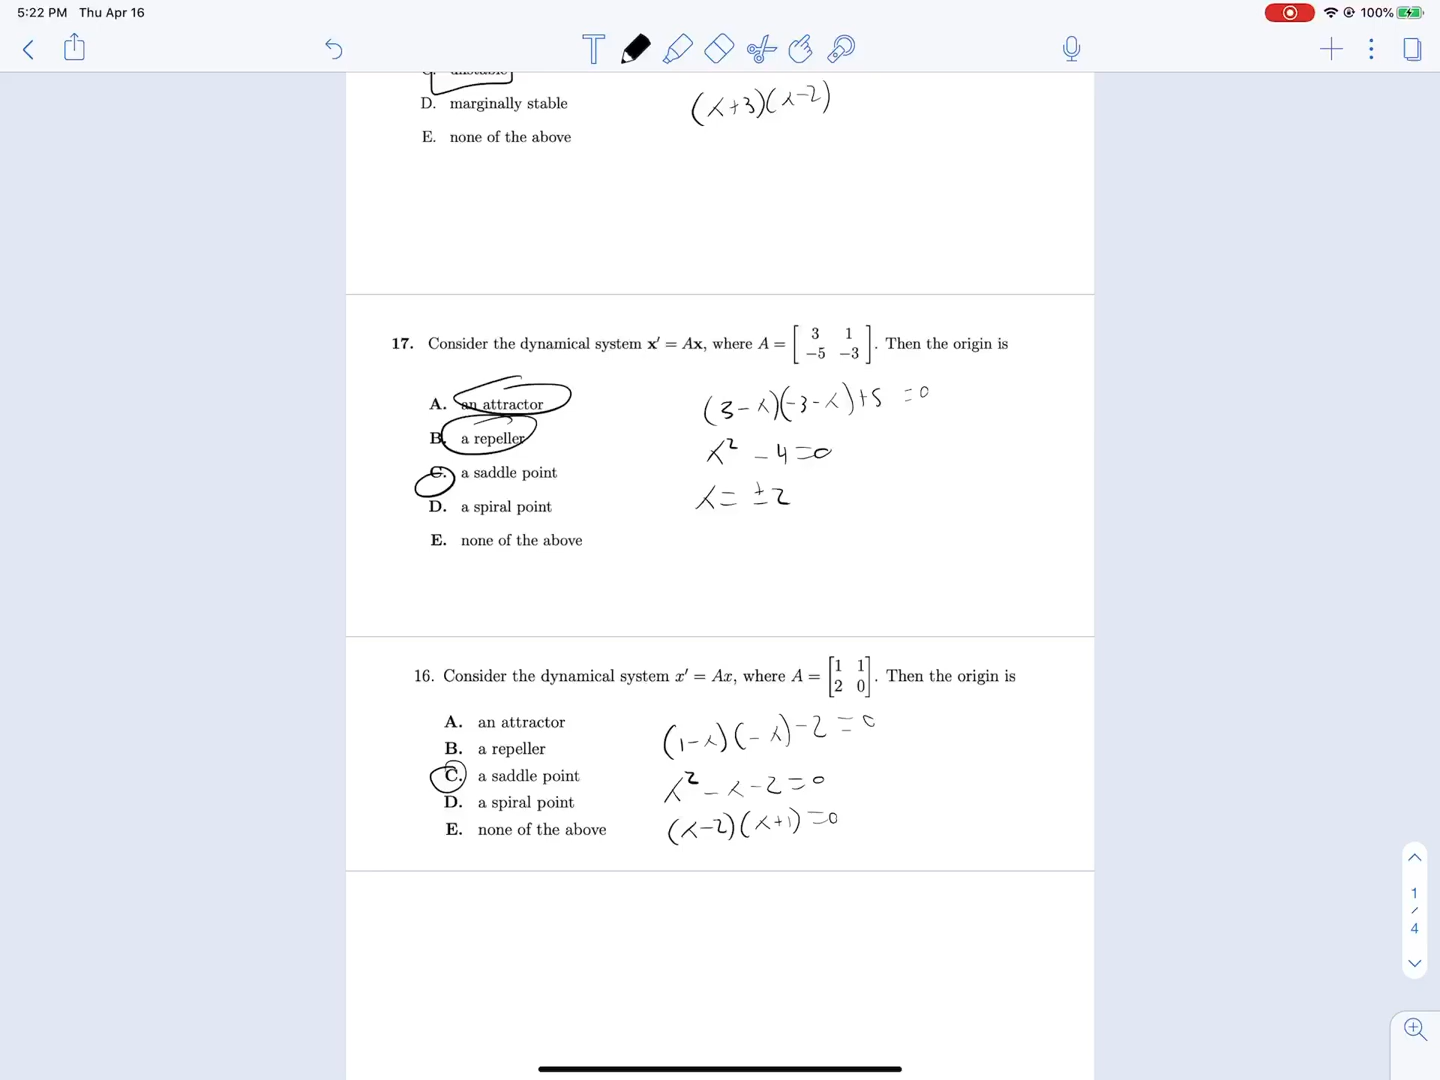 5:22 PM Thu Apr 16
100%
C. unstable
D. marginally stable
E. none of the above
(λ+3)(λ-2)
17. Consider the dynamical system x′ = Ax, where A = [ 3 1 −5 −3 ]. Then the origin is
A. an attractor
B. a repeller
C. a saddle point
D. a spiral point
E. none of the above
(3-λ)(-3-λ)+5 =0
λ² - 4 =0
λ = ±2
16. Consider the dynamical system x′ = Ax, where A = [ 1 1 2 0 ]. Then the origin is
A. an attractor
B. a repeller
C. a saddle point
D. a spiral point
E. none of the above
(1-λ)(-λ)-2 =0
λ² - λ - 2 =0
(λ-2)(λ+1) =0
1
/
4